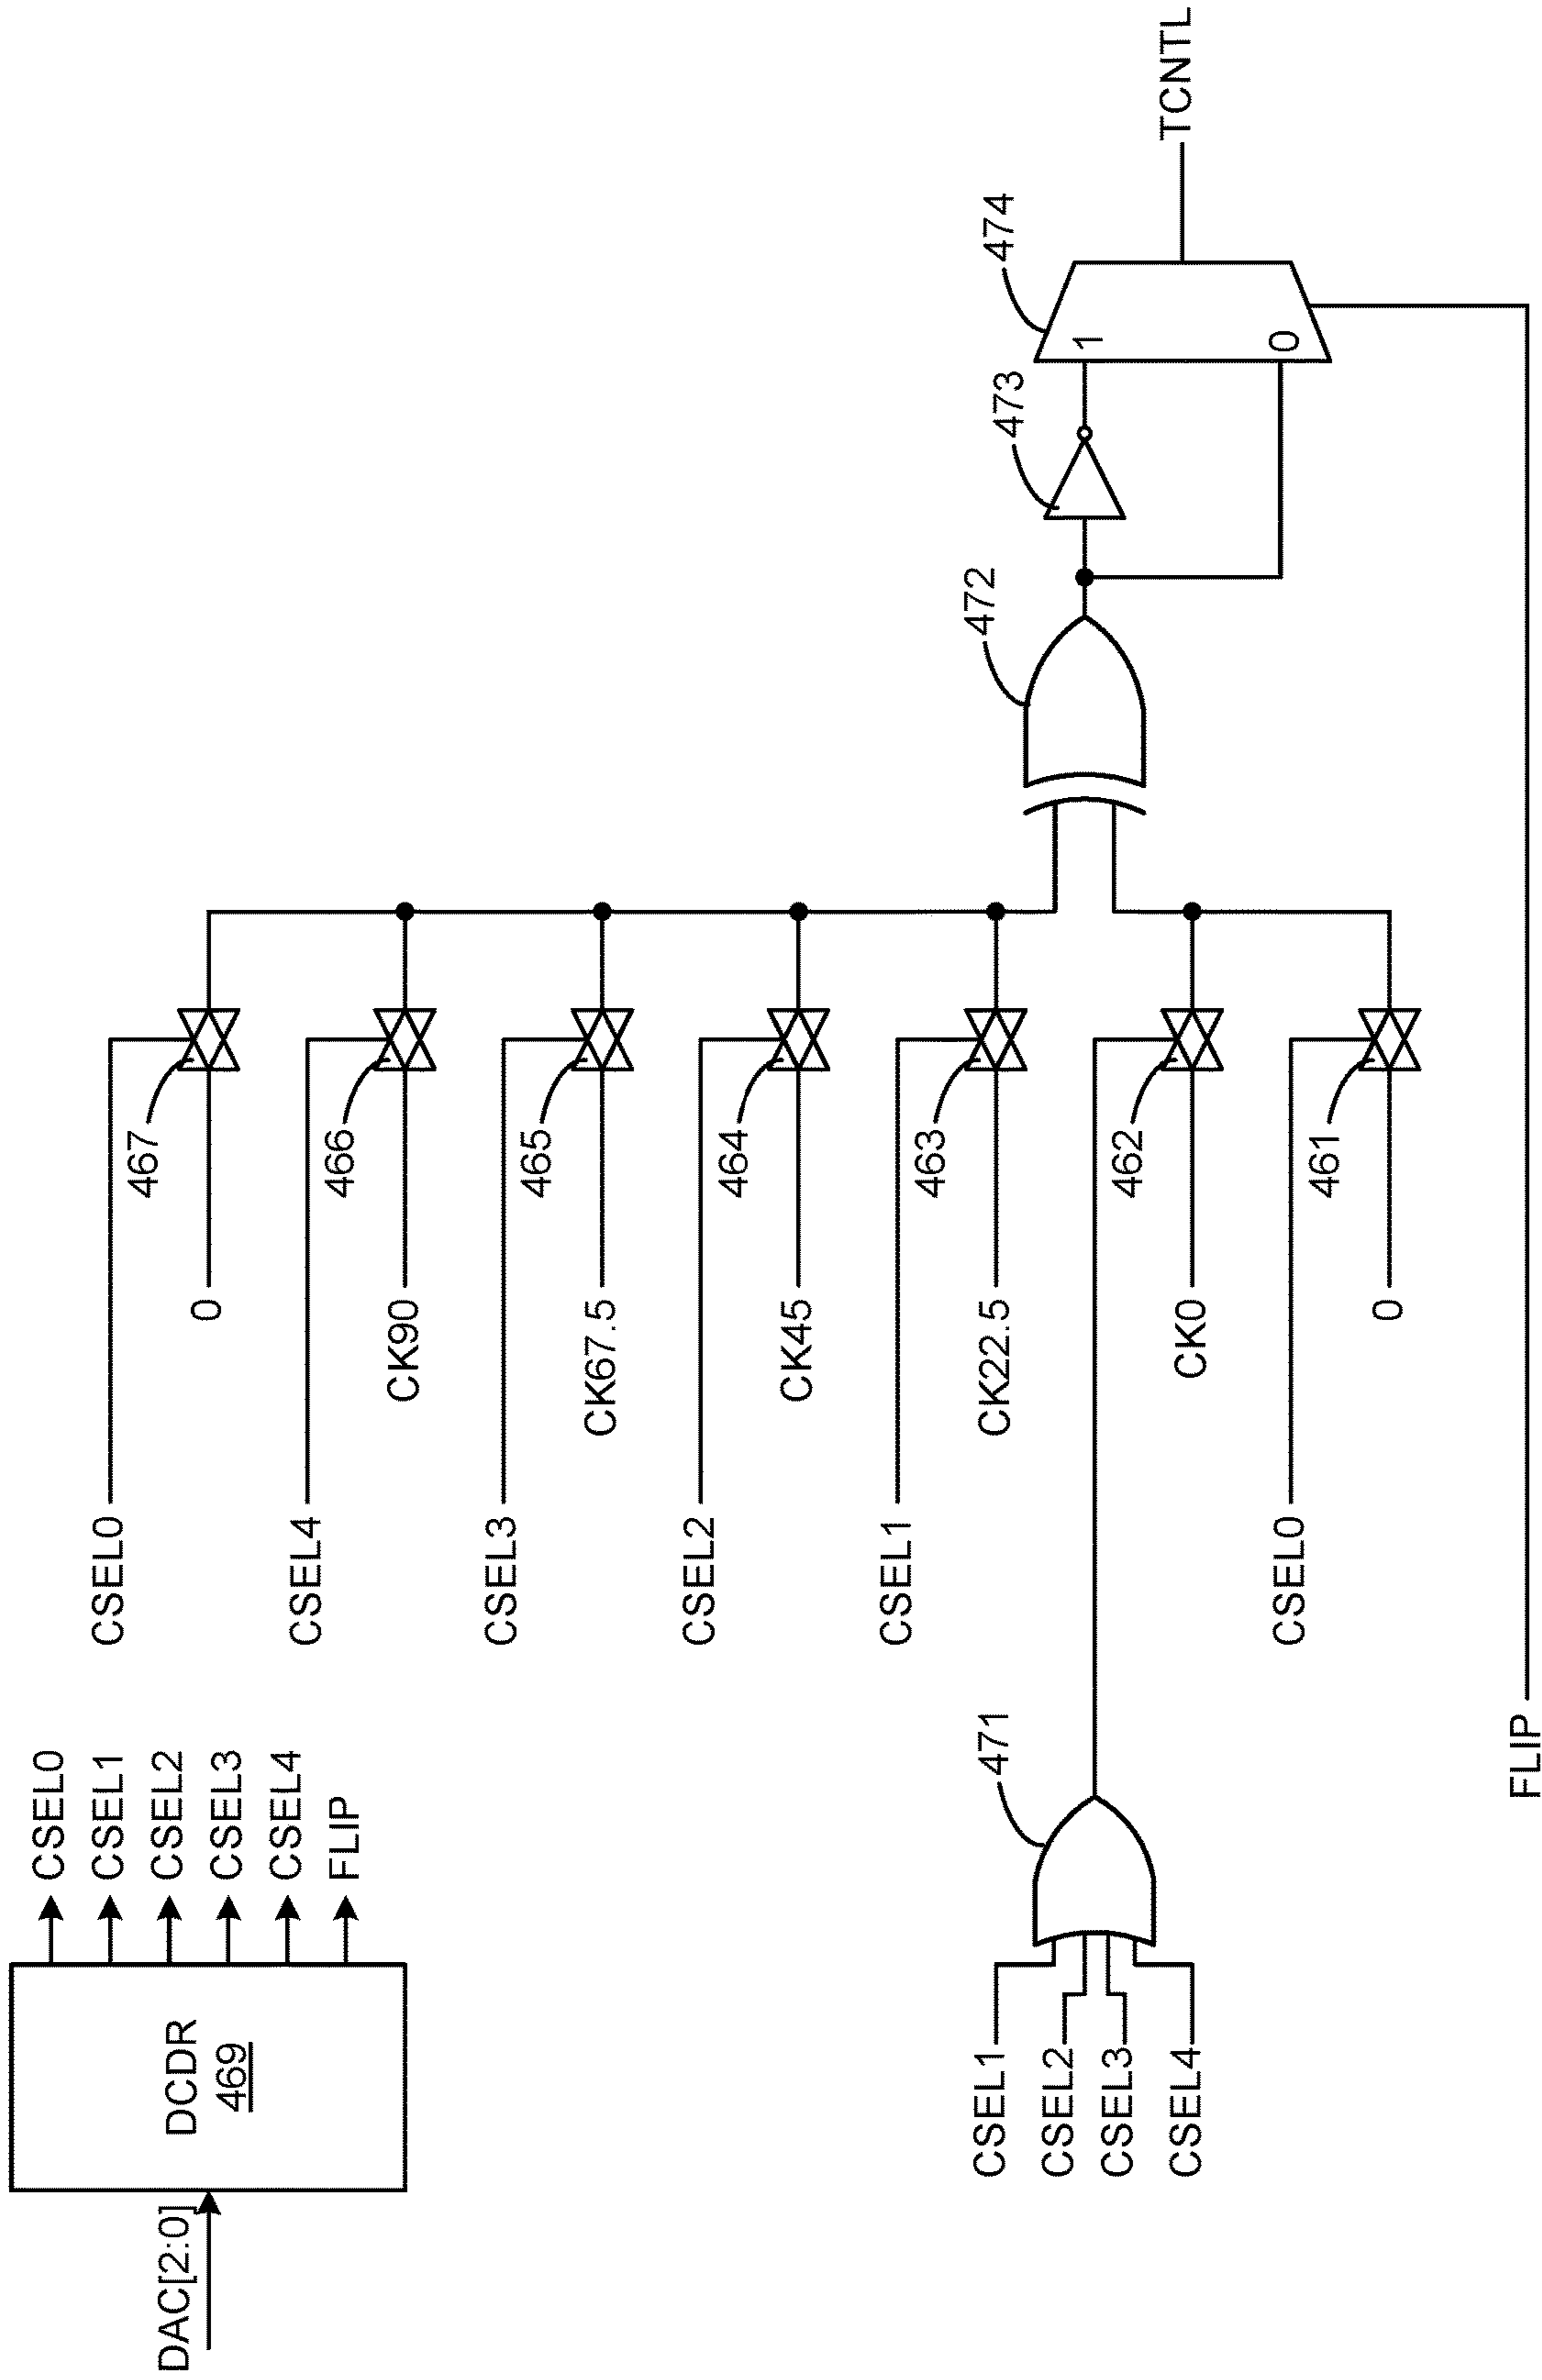 DAC[2:0]
DCDR
469
CSEL0
CSEL1
CSEL2
CSEL3
CSEL4
FLIP
CSEL0
467
0
CSEL4
466
CK90
CSEL3
465
CK67.5
CSEL2
464
CK45
CSEL1
463
CK22.5
462
CK0
CSEL0
461
0
CSEL1
CSEL2
CSEL3
CSEL4
471
472
473
474
1
0
TCNTL
FLIP